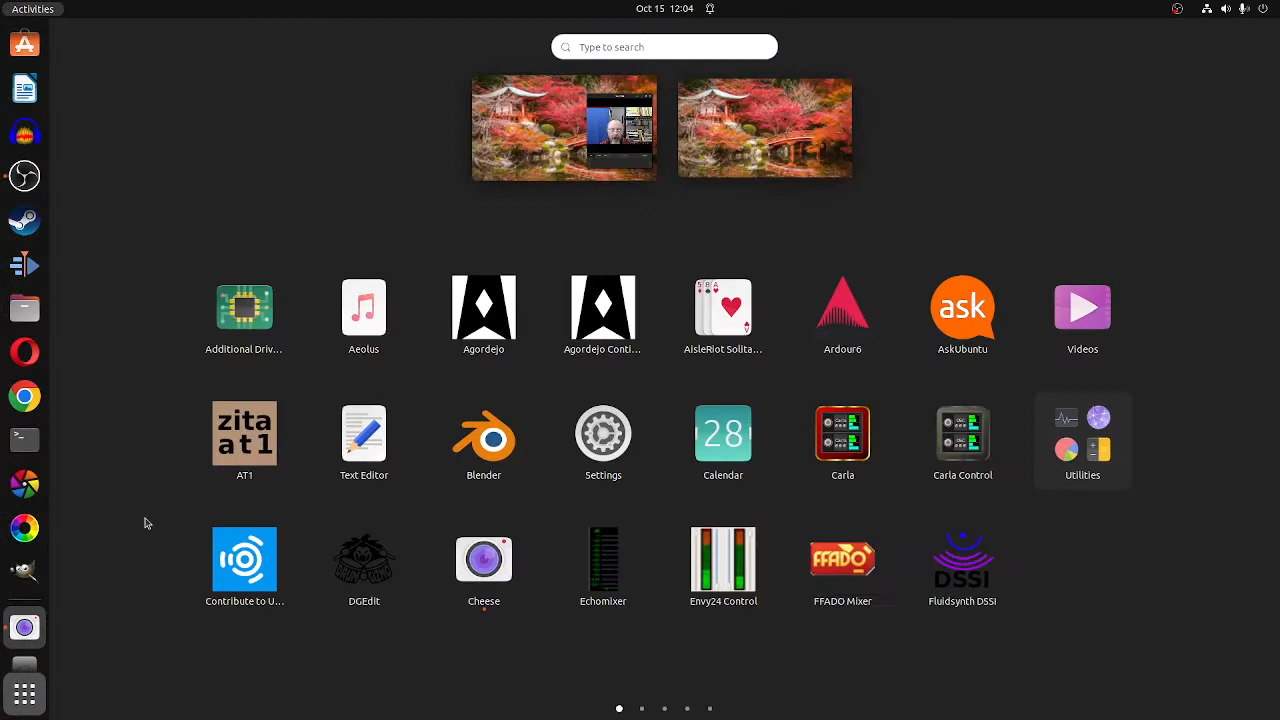 Activities
Oct 15 12:04
Type to search
Additional Driv...
Aeolus
Agordejo
Agordejo Conti...
AisleRiot Solita...
Ardour6
ask
AskUbuntu
Videos
zita
at1
AT1
Text Editor
Blender
Settings
28
Calendar
Carla
Carla Control
Utilities
Contribute to U...
DGEdit
Cheese
Echomixer
Envy24 Control
FFADO
FFADO Mixer
DSSI
Fluidsynth DSSI